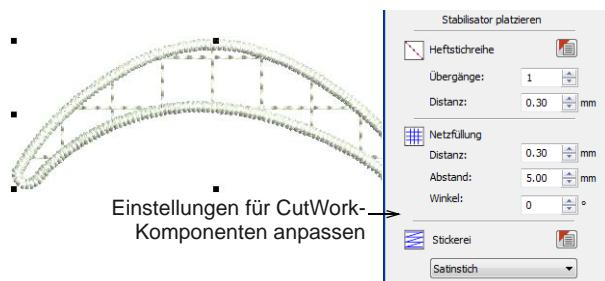 Stabilisator platzieren
Heftstichreihe
Übergänge: 1
Distanz: 0.30 mm
Netzfüllung
Distanz: 0.30 mm
Abstand: 5.00 mm
Winkel: 0 °
Einstellungen für CutWork-
Komponenten anpassen
Stickerei
Satinstich